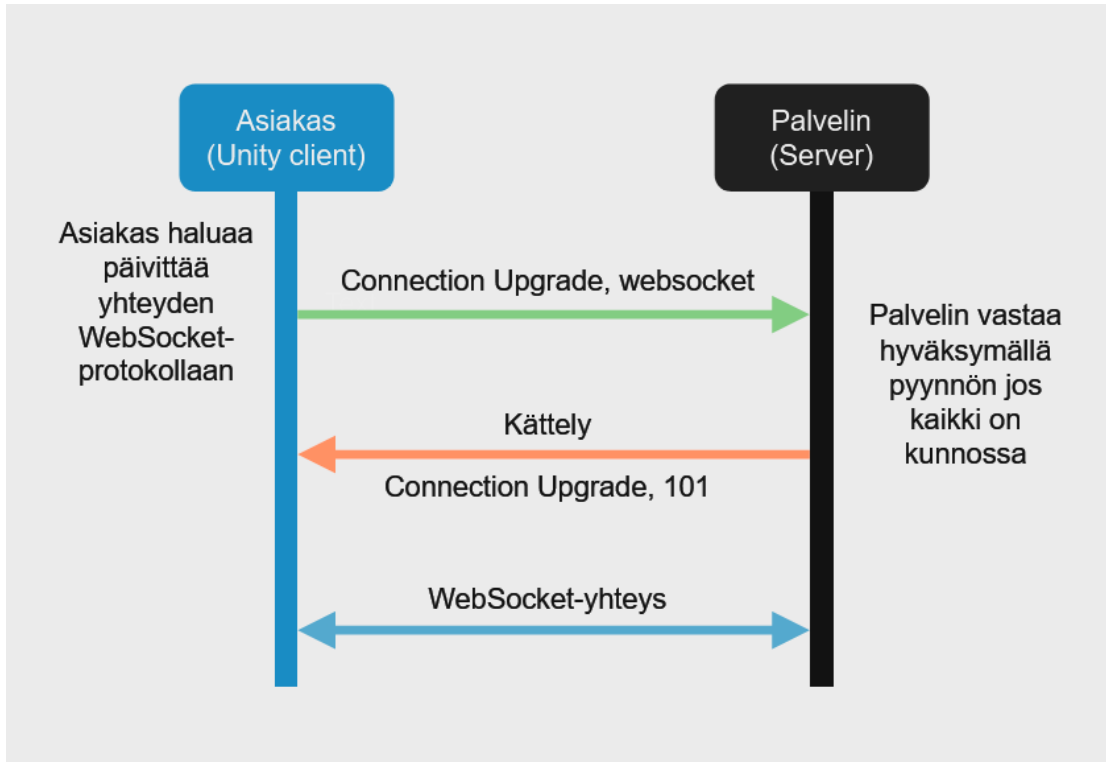 Asiakas
(Unity client)
Palvelin
(Server)
Asiakas haluaa
päivittää
yhteyden
WebSocket-
protokollaan
Connection Upgrade, websocket
Palvelin vastaa
hyväksymällä
pyynnön jos
kaikki on
kunnossa
Kättely
Connection Upgrade, 101
WebSocket-yhteys